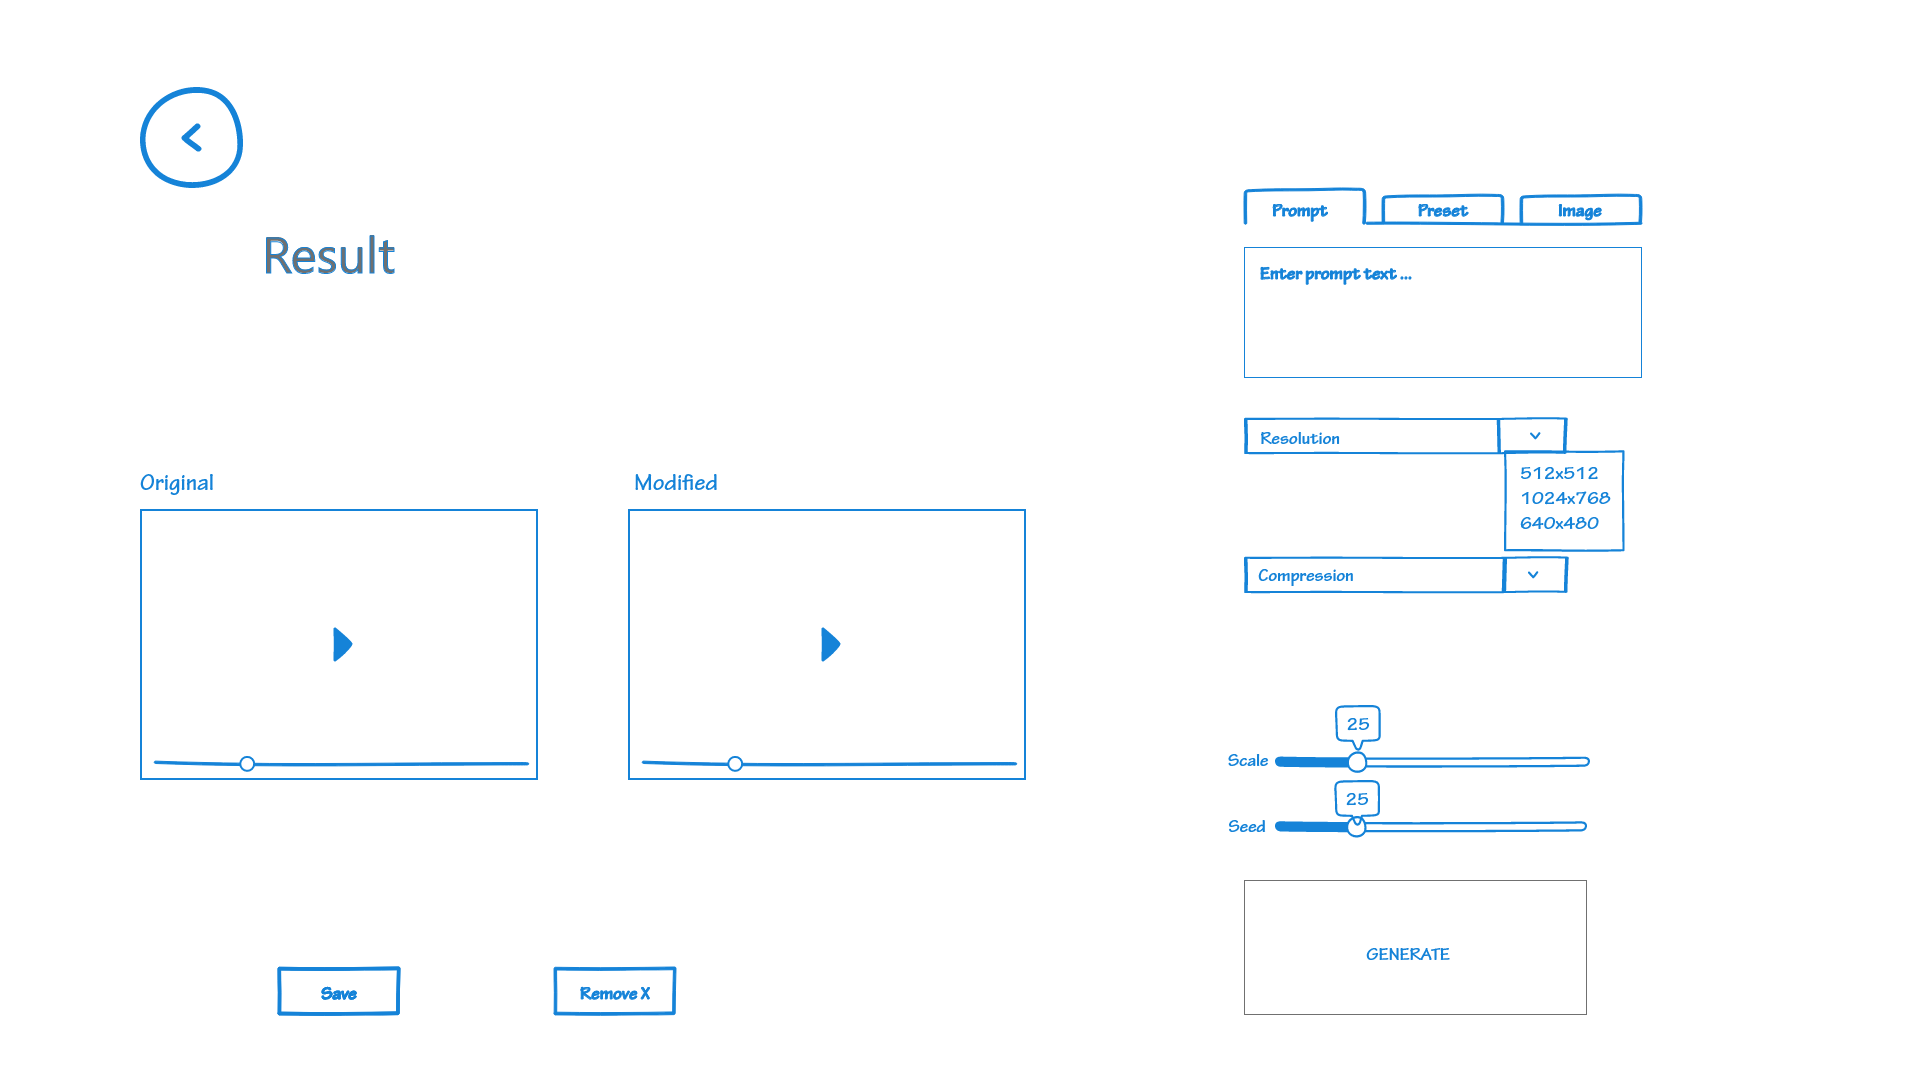 Result
Original
Modified
Save
Remove X
Prompt
Preset
Image
Enter prompt text ...
Resolution
512x512
1024x768
640x480
Compression
25
Scale
25
Seed
GENERATE